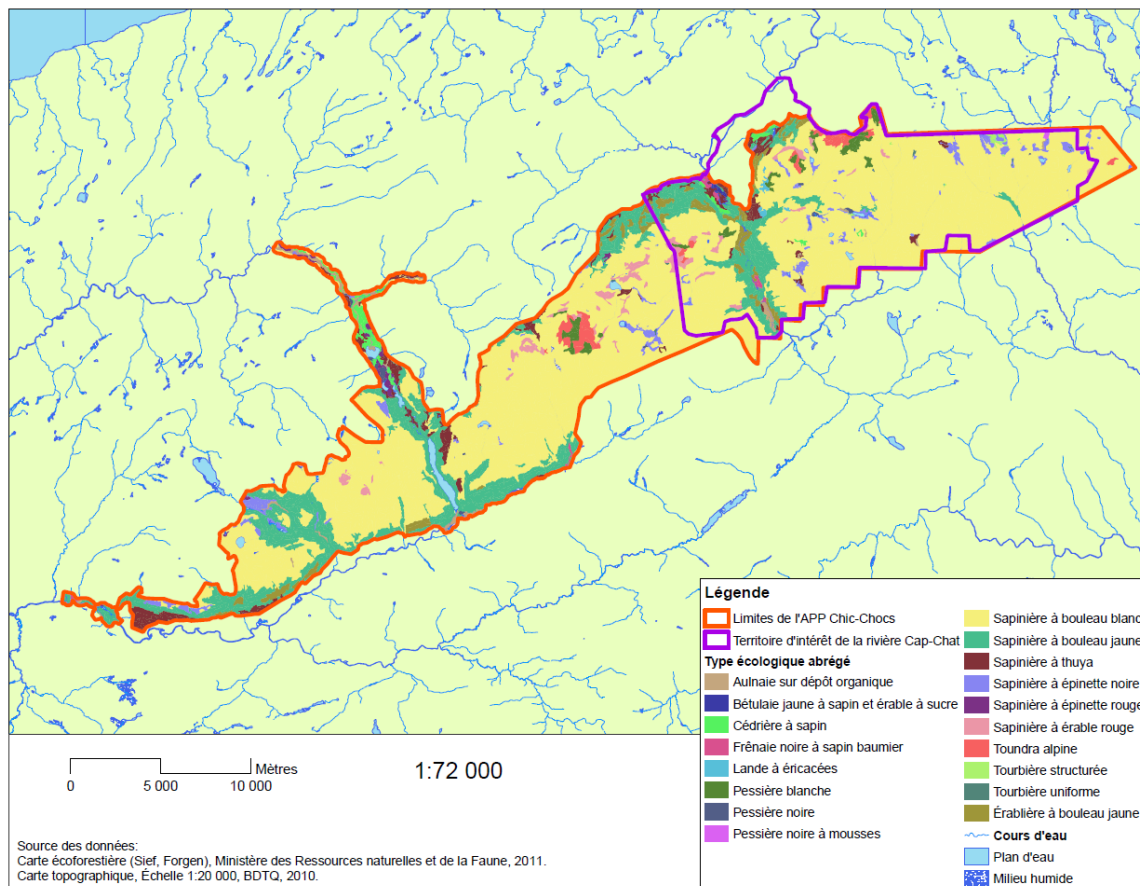 Légende
Limites de l'APP Chic-Chocs
Territoire d'intérêt de la rivière Cap-Chat
Type écologique abrégé
Aulnaie sur dépôt organique
Bétulaie jaune à sapin et érable à sucre
Cédrière à sapin
Frênaie noire à sapin baumier
Lande à éricacées
Pessière blanche
Pessière noire
Pessière noire à mousses
Sapinière à bouleau blanc
Sapinière à bouleau jaune
Sapinière à thuya
Sapinière à épinette noire
Sapinière à épinette rouge
Sapinière à érable rouge
Toundra alpine
Tourbière structurée
Tourbière uniforme
Érablière à bouleau jaune
Cours d'eau
Plan d'eau
Milieu humide
Mètres
0 5 000 10 000
1:72 000
Source des données:
Carte écoforestière (Sief, Forgen), Ministère des Ressources naturelles et de la Faune, 2011.
Carte topographique, Échelle 1:20 000, BDTQ, 2010.